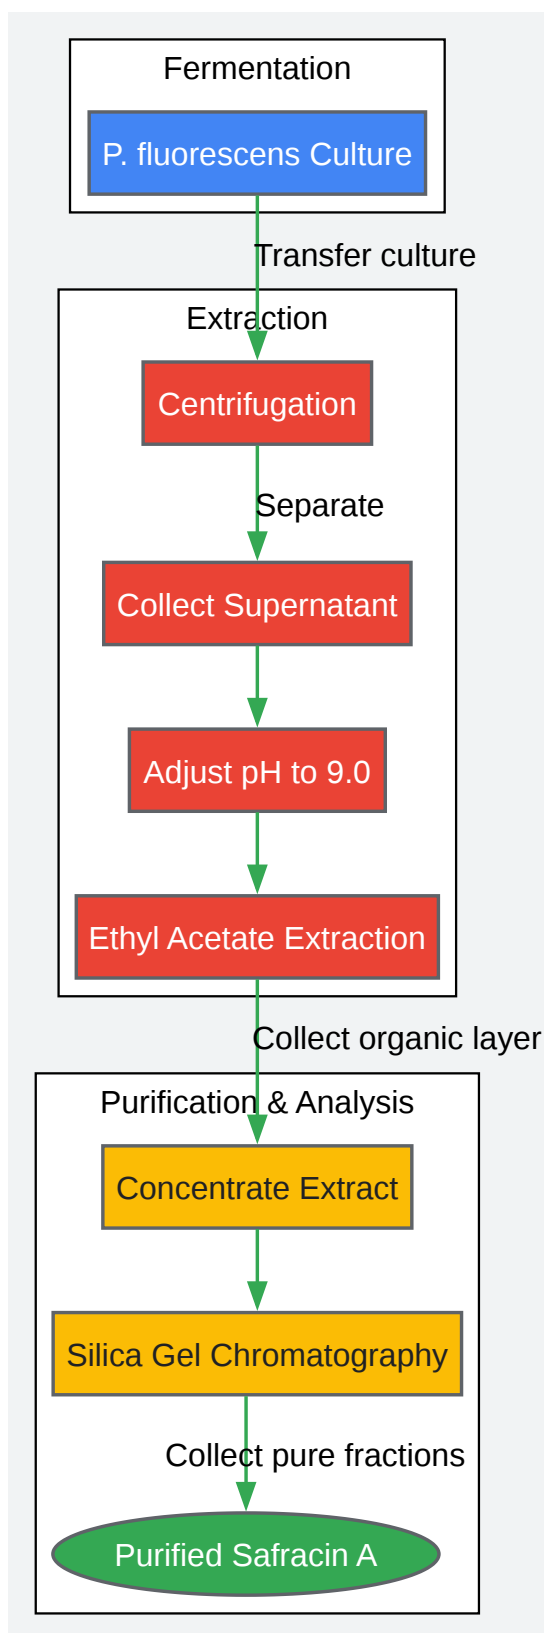 Fermentation
P. fluorescens Culture
Transfer culture
Extraction
Centrifugation
Separate
Collect Supernatant
Adjust pH to 9.0
Ethyl Acetate Extraction
Collect organic layer
Purification & Analysis
Concentrate Extract
Silica Gel Chromatography
Collect pure fractions
Purified Safracin A